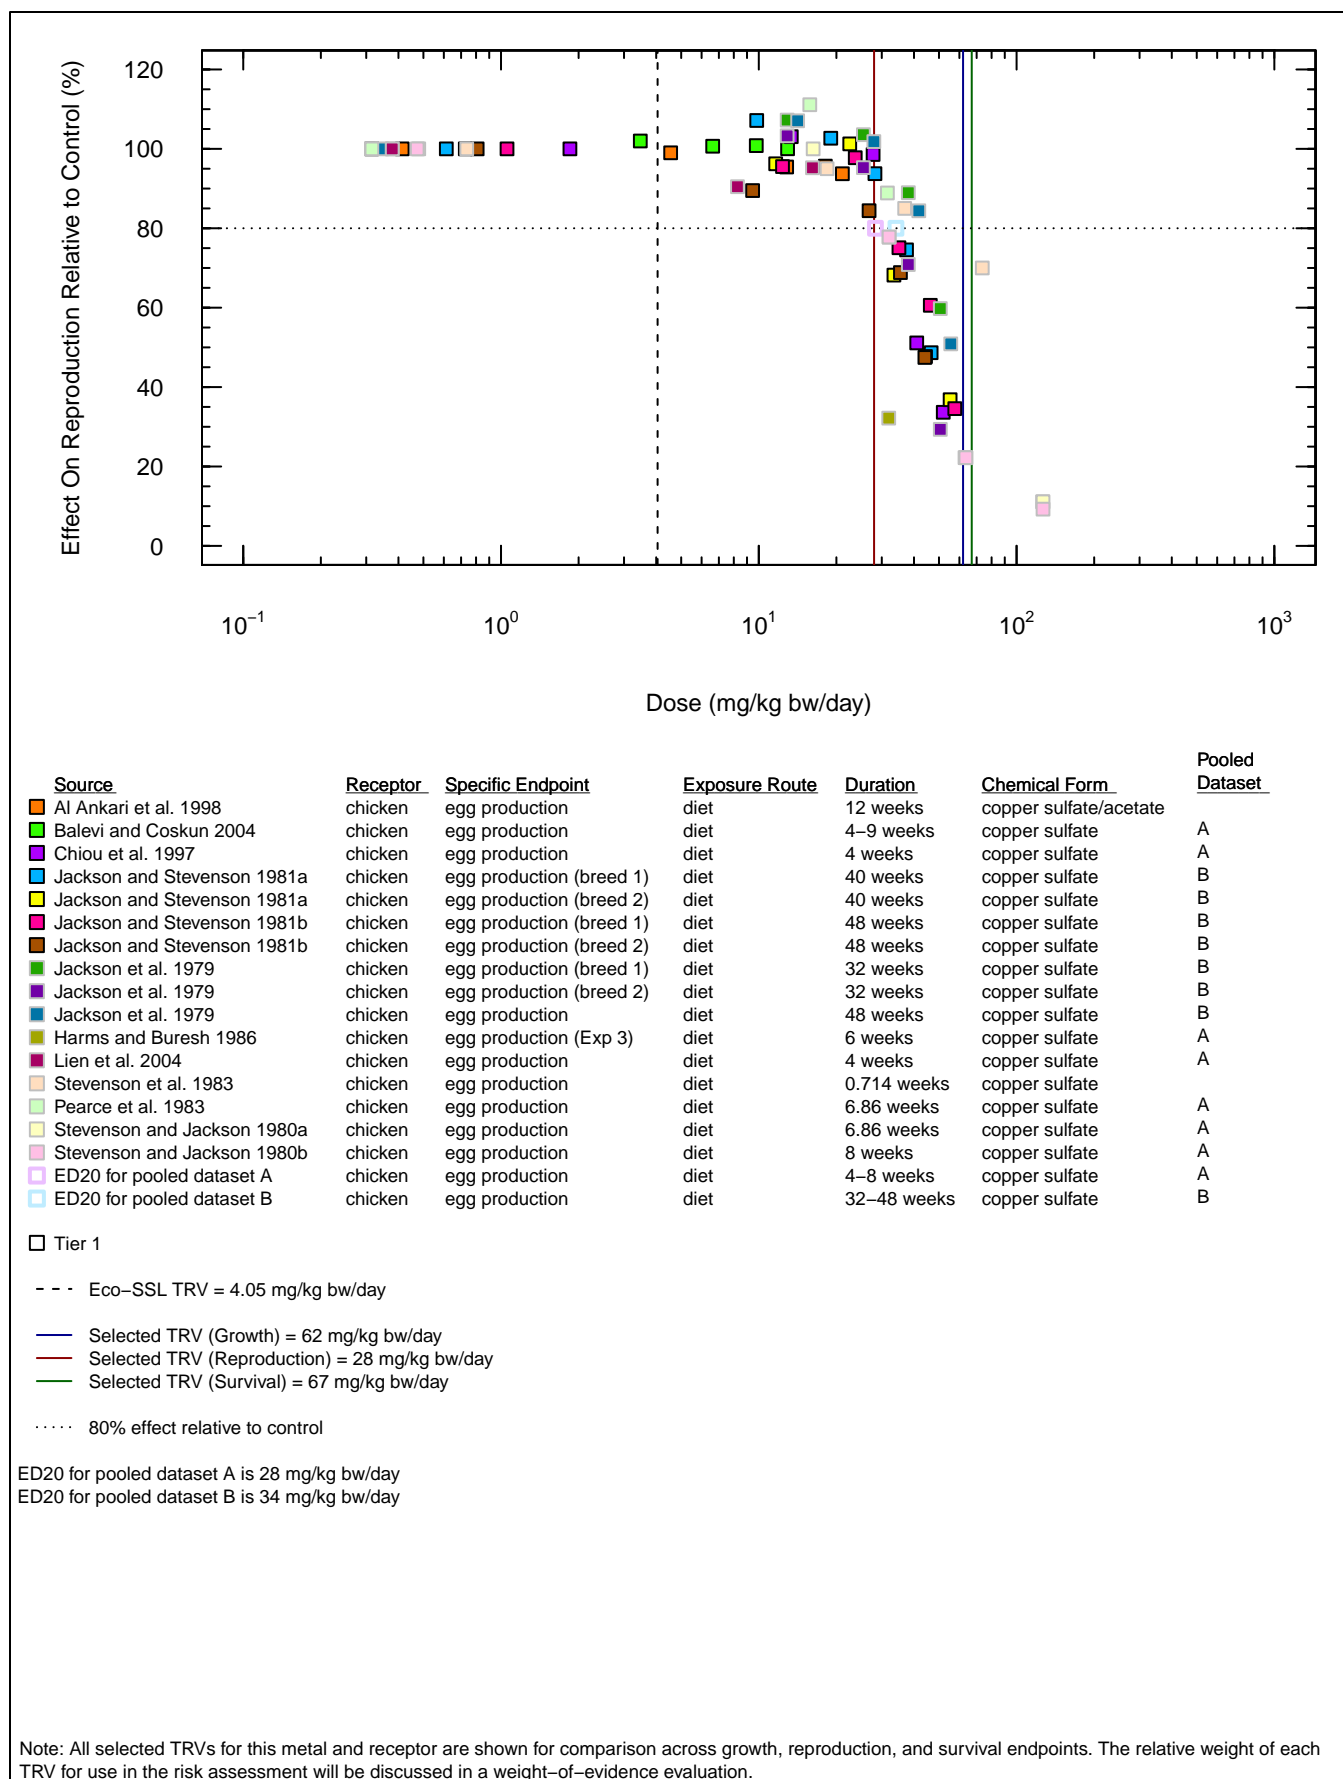 Effect On Reproduction Relative to Control (%)
120
100
80
60
40
20
0
10−1 100 101 102 103
Dose (mg/kg bw/day)
Source Receptor Specific Endpoint Exposure Route Duration Chemical Form Pooled Dataset
Al Ankari et al. 1998 chicken egg production diet 12 weeks copper sulfate/acetate
Balevi and Coskun 2004 chicken egg production diet 4−9 weeks copper sulfate A
Chiou et al. 1997 chicken egg production diet 4 weeks copper sulfate A
Jackson and Stevenson 1981a chicken egg production (breed 1) diet 40 weeks copper sulfate B
Jackson and Stevenson 1981a chicken egg production (breed 2) diet 40 weeks copper sulfate B
Jackson and Stevenson 1981b chicken egg production (breed 1) diet 48 weeks copper sulfate B
Jackson and Stevenson 1981b chicken egg production (breed 2) diet 48 weeks copper sulfate B
Jackson et al. 1979 chicken egg production (breed 1) diet 32 weeks copper sulfate B
Jackson et al. 1979 chicken egg production (breed 2) diet 32 weeks copper sulfate B
Jackson et al. 1979 chicken egg production diet 48 weeks copper sulfate B
Harms and Buresh 1986 chicken egg production (Exp 3) diet 6 weeks copper sulfate A
Lien et al. 2004 chicken egg production diet 4 weeks copper sulfate A
Stevenson et al. 1983 chicken egg production diet 0.714 weeks copper sulfate
Pearce et al. 1983 chicken egg production diet 6.86 weeks copper sulfate A
Stevenson and Jackson 1980a chicken egg production diet 6.86 weeks copper sulfate A
Stevenson and Jackson 1980b chicken egg production diet 8 weeks copper sulfate A
ED20 for pooled dataset A chicken egg production diet 4−8 weeks copper sulfate A
ED20 for pooled dataset B chicken egg production diet 32−48 weeks copper sulfate B
Tier 1
Eco−SSL TRV = 4.05 mg/kg bw/day
Selected TRV (Growth) = 62 mg/kg bw/day
Selected TRV (Reproduction) = 28 mg/kg bw/day
Selected TRV (Survival) = 67 mg/kg bw/day
80% effect relative to control
ED20 for pooled dataset A is 28 mg/kg bw/day
ED20 for pooled dataset B is 34 mg/kg bw/day
Note: All selected TRVs for this metal and receptor are shown for comparison across growth, reproduction, and survival endpoints. The relative weight of each
TRV for use in the risk assessment will be discussed in a weight−of−evidence evaluation.